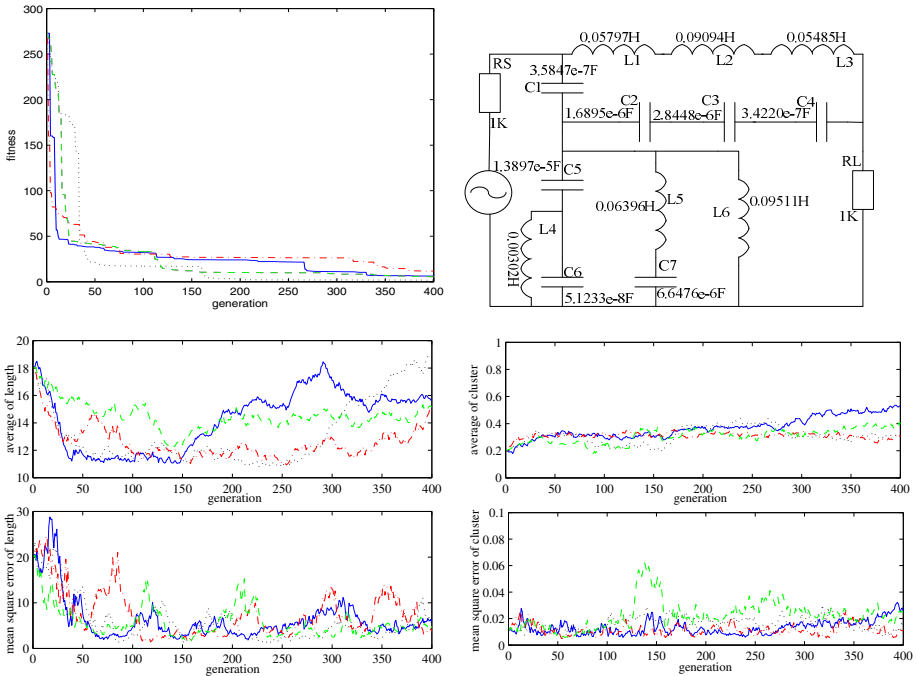 300
250
200
150
100
50
0
fitness
0 50 100 150 200 250 300 350 400
generation
0.05797H 0.09094H 0.05485H
RS L1 L2 L3
3.5847e-7F
C1
C2 C3 C4
1.6895e-6F 2.8448e-6F 3.4220e-7F
1K
RL
1.3897e-5F C5
0.06396H L5 L6 0.09511H
1K
L4
0.00302H
C6 C7
5.1233e-8F 6.6476e-6F
20
18
16
14
12
10
average of length
0 50 100 150 200 250 300 350 400
generation
1
0.8
0.6
0.4
0.2
0
average of cluster
0 50 100 150 200 250 300 350 400
generation
30
20
10
0
mean square error of length
0 50 100 150 200 250 300 350 400
generation
0.1
0.08
0.06
0.04
0.02
0
mean square error of cluster
0 50 100 150 200 250 300 350 400
generation